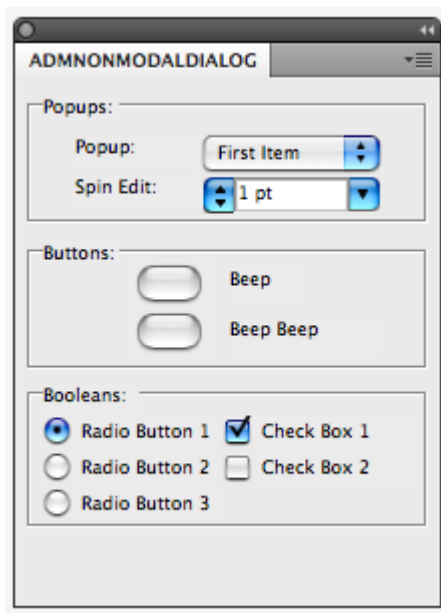 ADMNONMODALDIALOG
Popups:
Popup: First Item
Spin Edit: 1 pt
Buttons:
Beep
Beep Beep
Booleans:
Radio Button 1 Check Box 1
Radio Button 2 Check Box 2
Radio Button 3